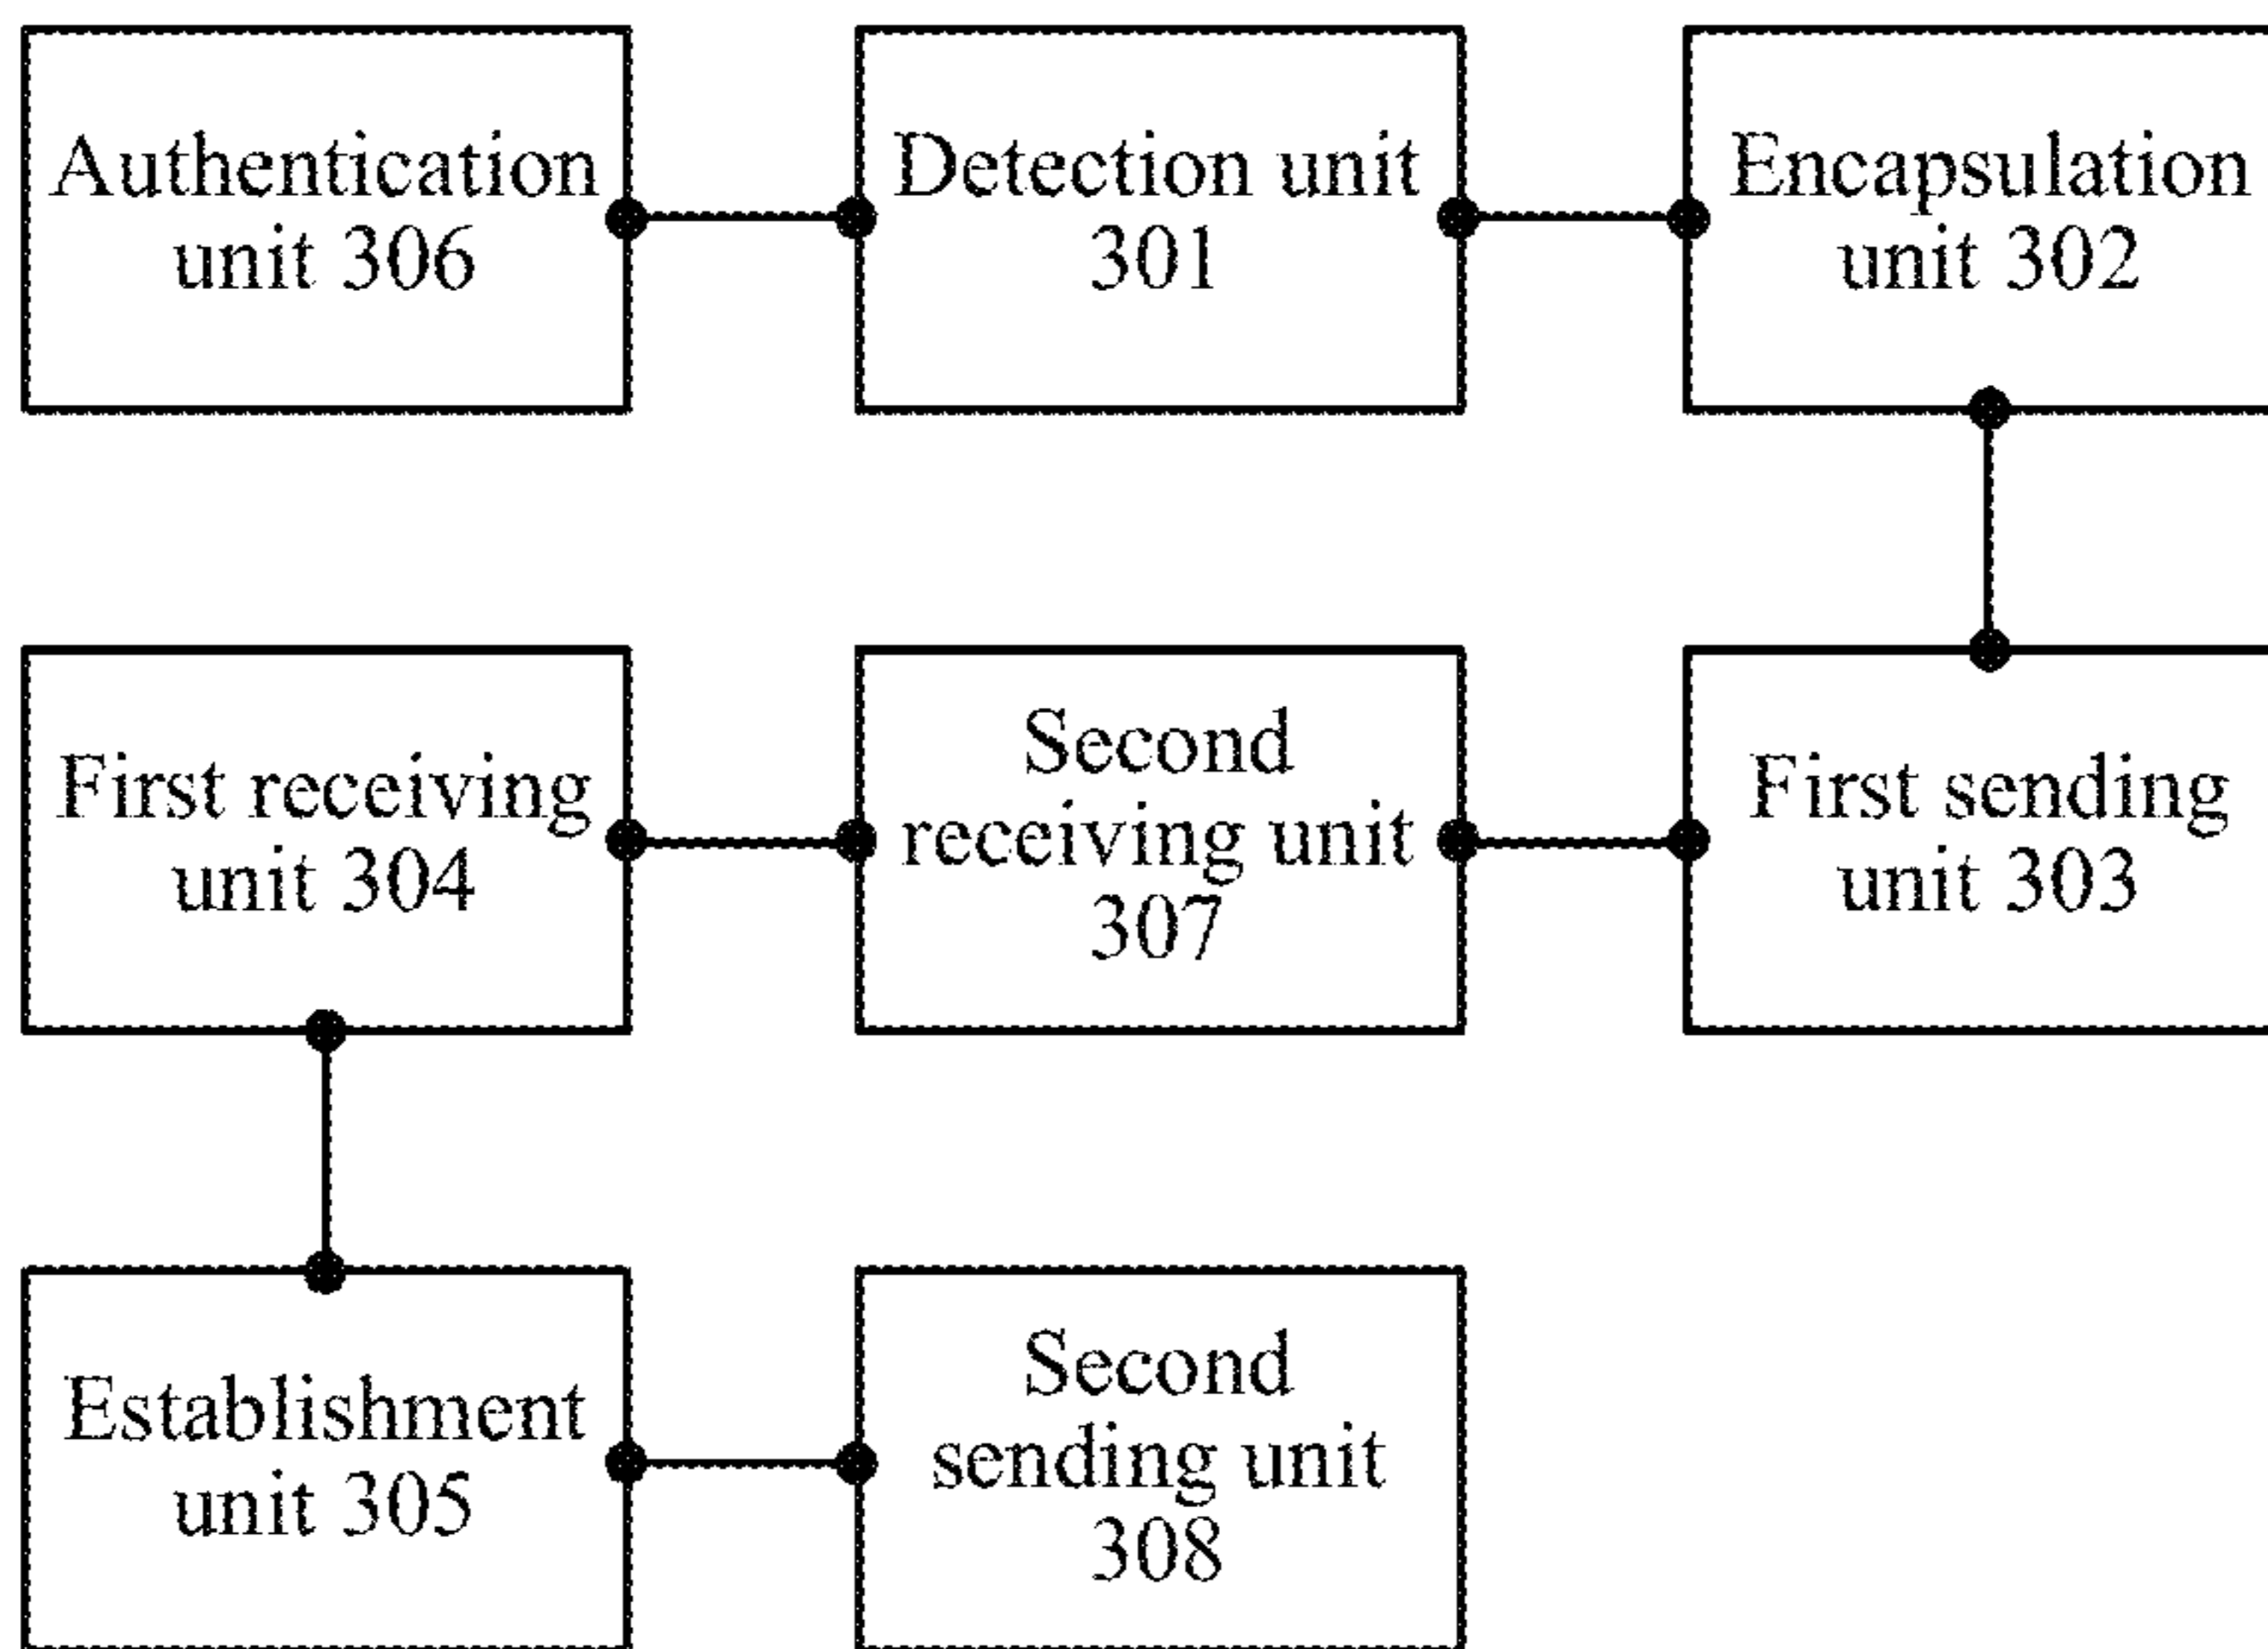 Authentication
unit 306
Detection unit
301
Encapsulation
unit 302
First receiving
unit 304
Second
receiving unit
307
First sending
unit 303
Establishment
unit 305
Second
sending unit
308